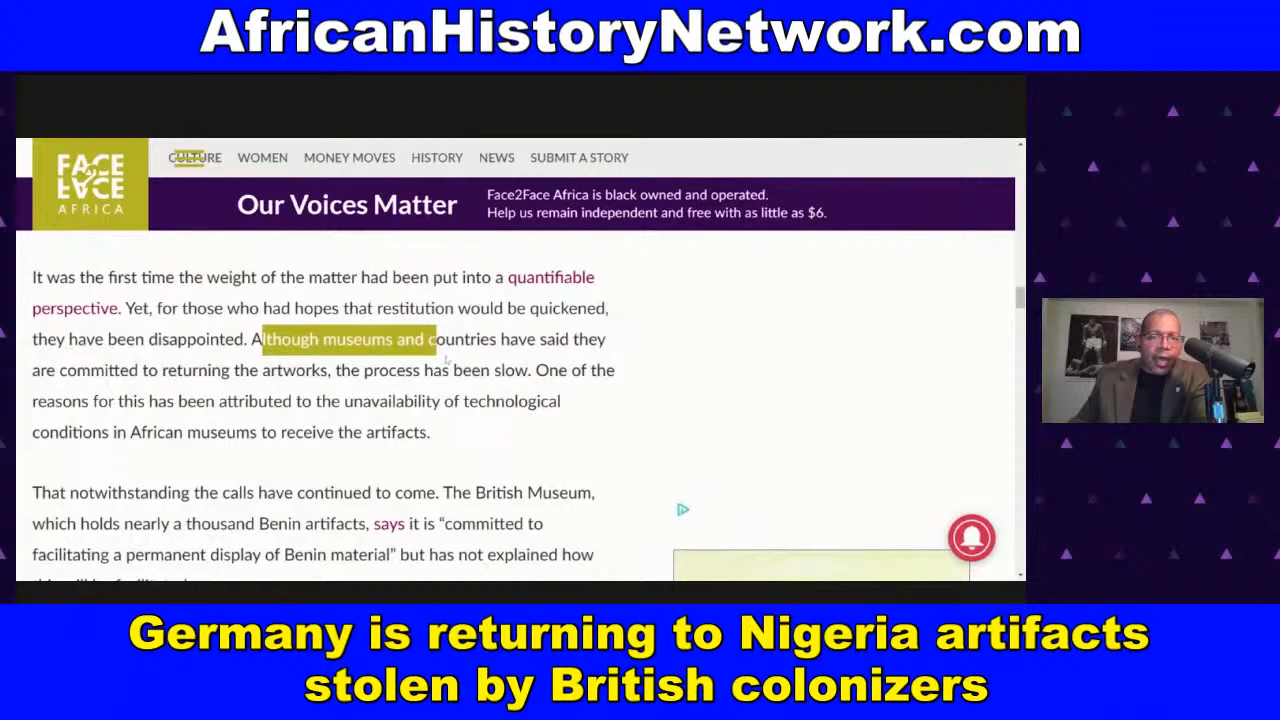 AfricanHistoryNetwork.com
FACE
2
FACE
AFRICA
CULTURE WOMEN MONEY MOVES HISTORY NEWS SUBMIT A STORY
Our Voices Matter
Face2Face Africa is black owned and operated.
Help us remain independent and free with as little as $6.
It was the first time the weight of the matter had been put into a quantifiable
perspective. Yet, for those who had hopes that restitution would be quickened,
they have been disappointed. Although museums and countries have said they
are committed to returning the artworks, the process has been slow. One of the
reasons for this has been attributed to the unavailability of technological
conditions in African museums to receive the artifacts.
That notwithstanding the calls have continued to come. The British Museum,
which holds nearly a thousand Benin artifacts, says it is “committed to
facilitating a permanent display of Benin material” but has not explained how
Germany is returning to Nigeria artifacts
stolen by British colonizers